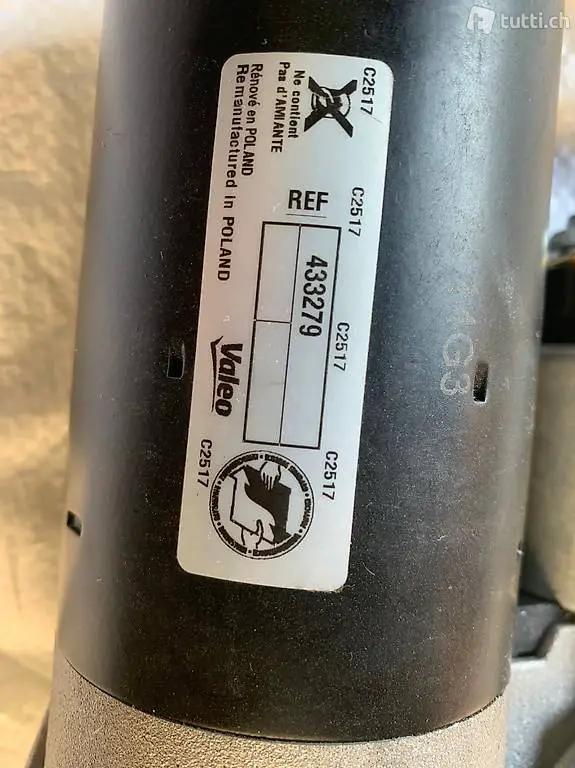 tutti.ch
C2517
Ne contient
Pas d'AMIANTE
Rénové en POLAND
Remanufactured in POLAND
REF
C2517
433279
C2517
Valeo
C2517
C2517
4G3